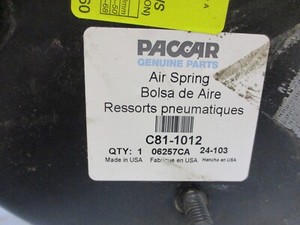 PACCAR
GENUINE PARTS
Air Spring
Bolsa de Aire
Ressorts pneumatiques
C81-1012
QTY: 1 06257CA 24-103
Made in USA Fabrique en USA Hecho en USA